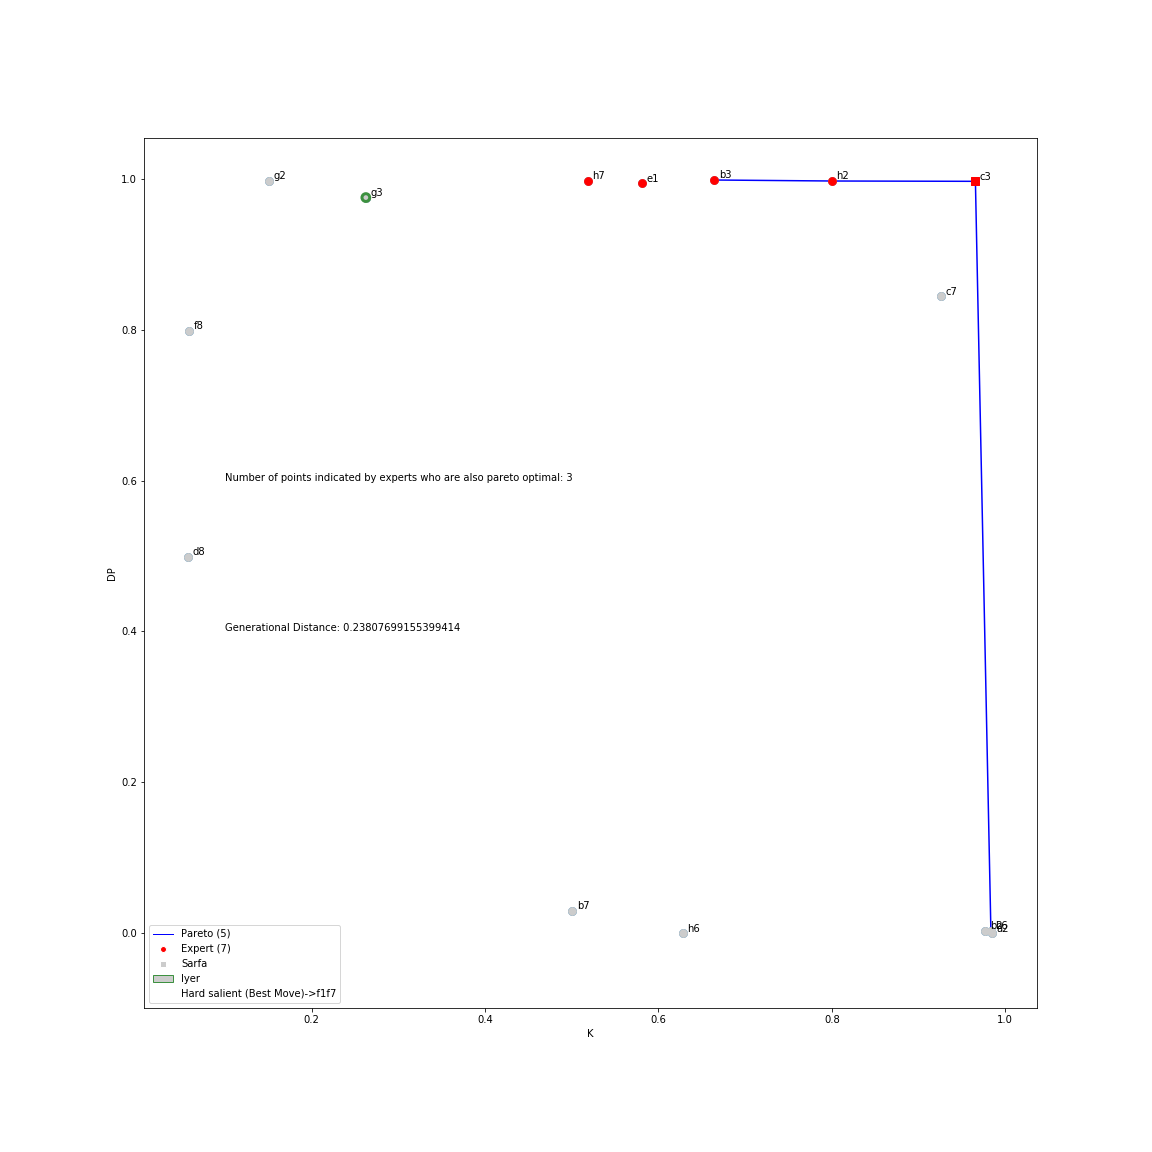 1.0
0.8
0.6
0.4
0.2
0.0
DP
g2
g3
h7
e1
b3
h2
c3
c7
f8
Number of points indicated by experts who are also pareto optimal: 3
d8
Generational Distance: 0.23807699155399414
b7
h6
Pareto (5)
Expert (7)
Sarfa
Iyer
Hard salient (Best Move)->f1f7
0.2
0.4
0.6
0.8
1.0
K